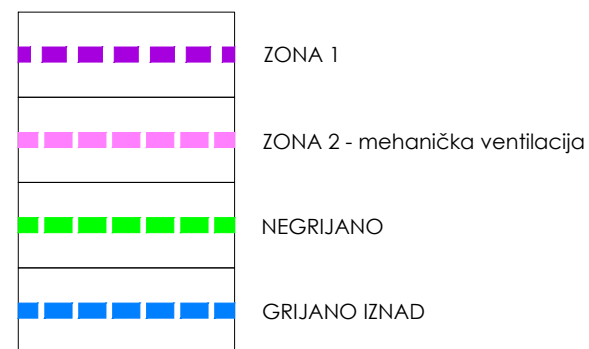 ZONA 1
ZONA 2 - mehanička ventilacija
NEGRIJANO
GRIJANO IZNAD